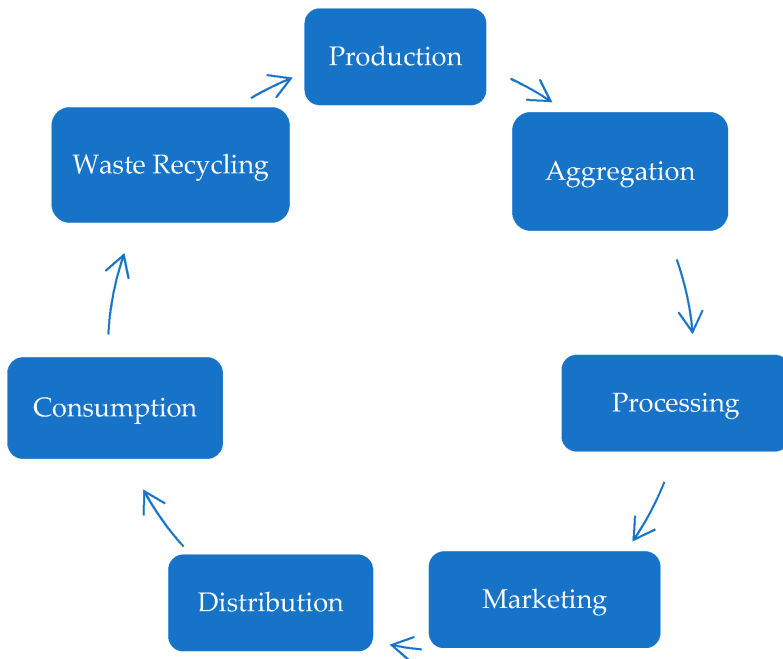 Production
Aggregation
Processing
Marketing
Distribution
Consumption
Waste Recycling